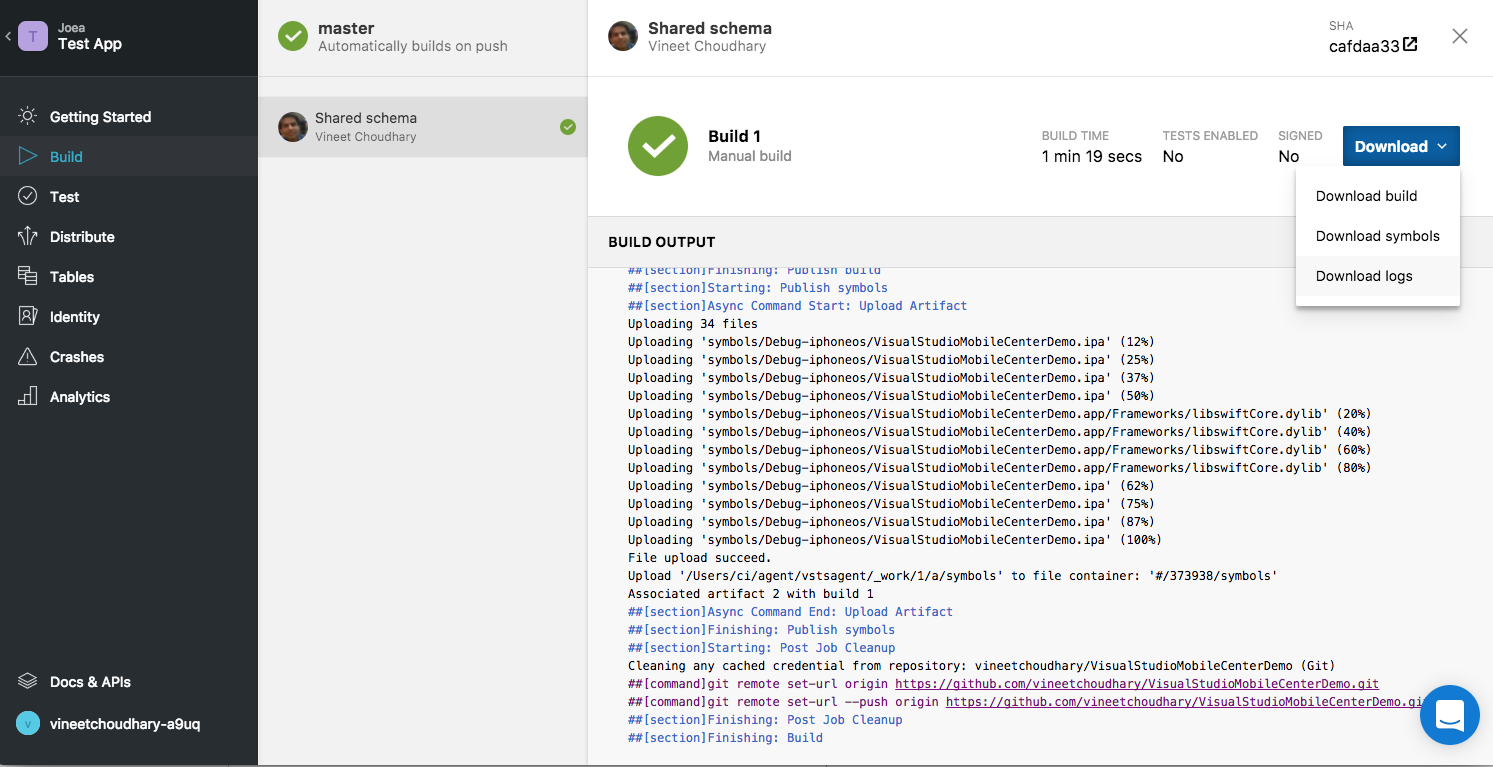 T
Joea
Test App
Getting Started
Build
Test
Distribute
Tables
Identity
Crashes
Analytics
Docs & APIs
v
vineetchoudhary-a9uq
master
Automatically builds on push
Shared schema
Vineet Choudhary
Shared schema
Vineet Choudhary
SHA
cafdaa33
Build 1
Manual build
BUILD TIME
1 min 19 secs
TESTS ENABLED
No
SIGNED
No
Download
Download build
Download symbols
Download logs
BUILD OUTPUT
##[section]Finishing: Publish build
##[section]Starting: Publish symbols
##[section]Async Command Start: Upload Artifact
Uploading 34 files
Uploading 'symbols/Debug-iphoneos/VisualStudioMobileCenterDemo.ipa' (12%)
Uploading 'symbols/Debug-iphoneos/VisualStudioMobileCenterDemo.ipa' (25%)
Uploading 'symbols/Debug-iphoneos/VisualStudioMobileCenterDemo.ipa' (37%)
Uploading 'symbols/Debug-iphoneos/VisualStudioMobileCenterDemo.ipa' (50%)
Uploading 'symbols/Debug-iphoneos/VisualStudioMobileCenterDemo.app/Frameworks/libswiftCore.dylib' (20%)
Uploading 'symbols/Debug-iphoneos/VisualStudioMobileCenterDemo.app/Frameworks/libswiftCore.dylib' (40%)
Uploading 'symbols/Debug-iphoneos/VisualStudioMobileCenterDemo.app/Frameworks/libswiftCore.dylib' (60%)
Uploading 'symbols/Debug-iphoneos/VisualStudioMobileCenterDemo.app/Frameworks/libswiftCore.dylib' (80%)
Uploading 'symbols/Debug-iphoneos/VisualStudioMobileCenterDemo.ipa' (62%)
Uploading 'symbols/Debug-iphoneos/VisualStudioMobileCenterDemo.ipa' (75%)
Uploading 'symbols/Debug-iphoneos/VisualStudioMobileCenterDemo.ipa' (87%)
Uploading 'symbols/Debug-iphoneos/VisualStudioMobileCenterDemo.ipa' (100%)
File upload succeed.
Upload '/Users/ci/agent/vstsagent/_work/1/a/symbols' to file container: '#/373938/symbols'
Associated artifact 2 with build 1
##[section]Async Command End: Upload Artifact
##[section]Finishing: Publish symbols
##[section]Starting: Post Job Cleanup
Cleaning any cached credential from repository: vineetchoudhary/VisualStudioMobileCenterDemo (Git)
##[command]git remote set-url origin https://github.com/vineetchoudhary/VisualStudioMobileCenterDemo.git
##[command]git remote set-url --push origin https://github.com/vineetchoudhary/VisualStudioMobileCenterDemo.gi
##[section]Finishing: Post Job Cleanup
##[section]Finishing: Build